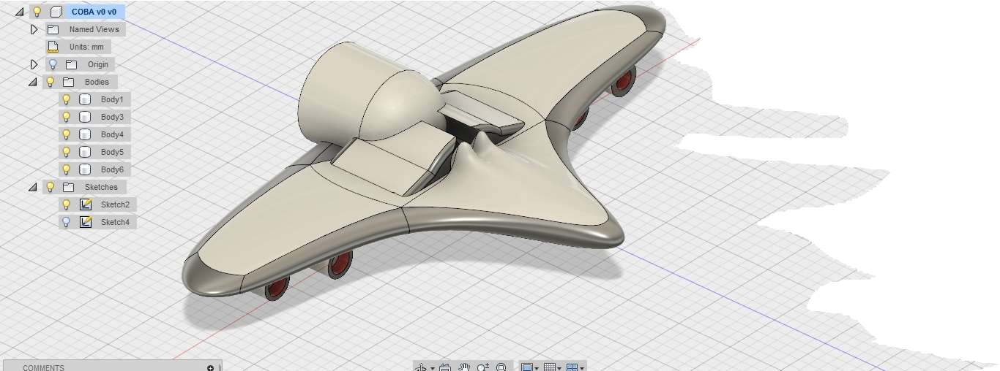 COBA v0 v0
Named Views
Units: mm
Origin
Bodies
Body1
Body3
Body4
Body5
Body6
Sketches
Sketch2
Sketch4
COMMENTS